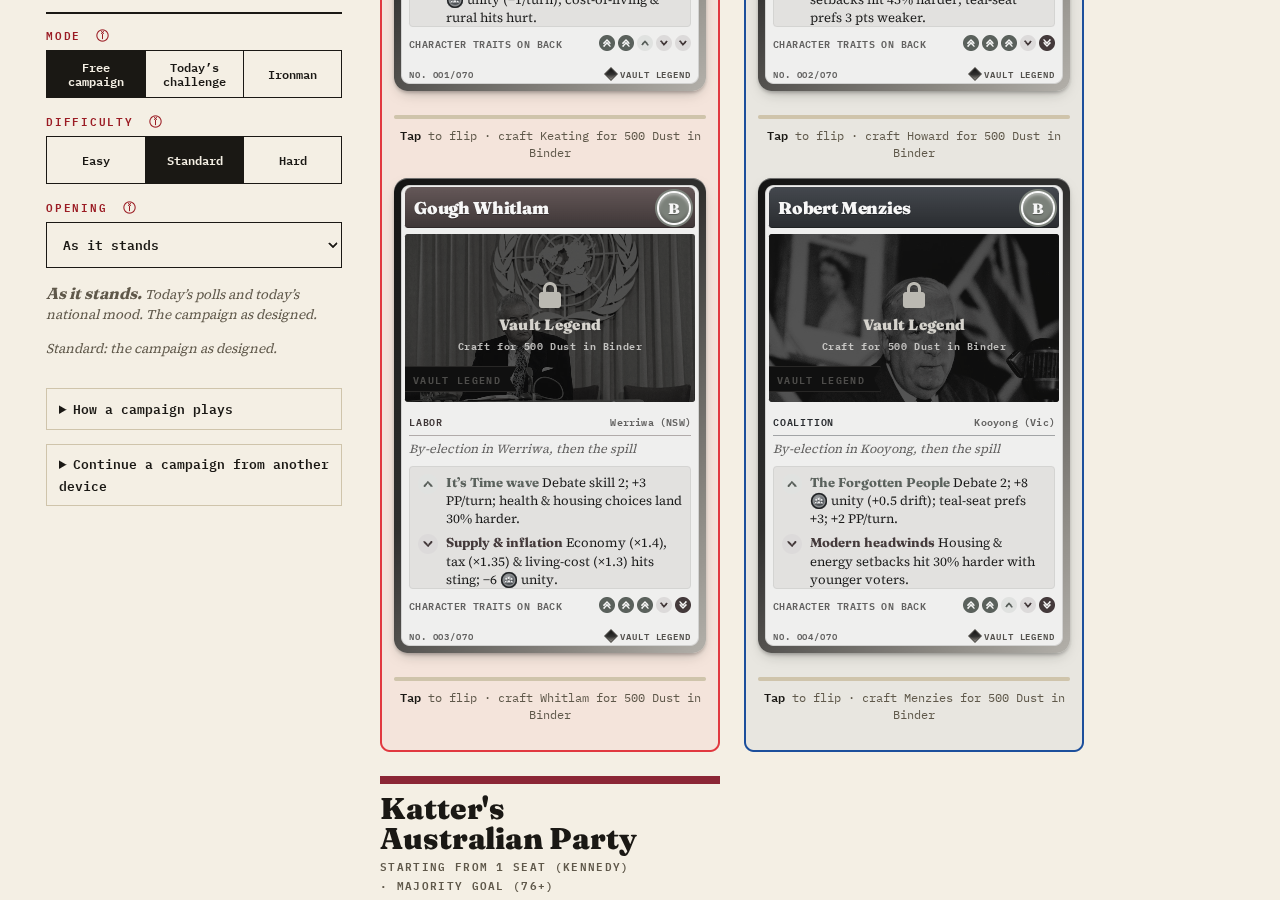 MODE
Free campaign
Today's challenge
Ironman
DIFFICULTY
Easy
Standard
Hard
OPENING
As it stands
As it stands. Today's polls and today's
national mood. The campaign as designed.
Standard: the campaign as designed.
▶ How a campaign plays
▶ Continue a campaign from another
device
unity (−1/turn); cost-of-living &
rural hits hurt.
CHARACTER TRAITS ON BACK
NO. 001/070
VAULT LEGEND
Tap to flip · craft Keating for 500 Dust in
Binder
Gough Whitlam
B
Vault Legend
Craft for 500 Dust in Binder
VAULT LEGEND
LABOR
Werriwa (NSW)
By-election in Werriwa, then the spill
It's Time wave Debate skill 2; +3
PP/turn; health & housing choices land
30% harder.
Supply & inflation Economy (×1.4),
tax (×1.35) & living-cost (×1.3) hits
sting; −6 unity.
CHARACTER TRAITS ON BACK
NO. 003/070
VAULT LEGEND
Tap to flip · craft Whitlam for 500 Dust in
Binder
setbacks hit 45% harder; teal-seat
prefs 3 pts weaker.
CHARACTER TRAITS ON BACK
NO. 002/070
VAULT LEGEND
Tap to flip · craft Howard for 500 Dust in
Binder
Robert Menzies
B
Vault Legend
Craft for 500 Dust in Binder
VAULT LEGEND
COALITION
Kooyong (Vic)
By-election in Kooyong, then the spill
The Forgotten People Debate 2; +8
unity (+0.5 drift); teal-seat prefs
+3; +2 PP/turn.
Modern headwinds Housing &
energy setbacks hit 30% harder with
younger voters.
CHARACTER TRAITS ON BACK
NO. 004/070
VAULT LEGEND
Tap to flip · craft Menzies for 500 Dust in
Binder
Katter's
Australian Party
STARTING FROM 1 SEAT (KENNEDY)
· MAJORITY GOAL (76+)